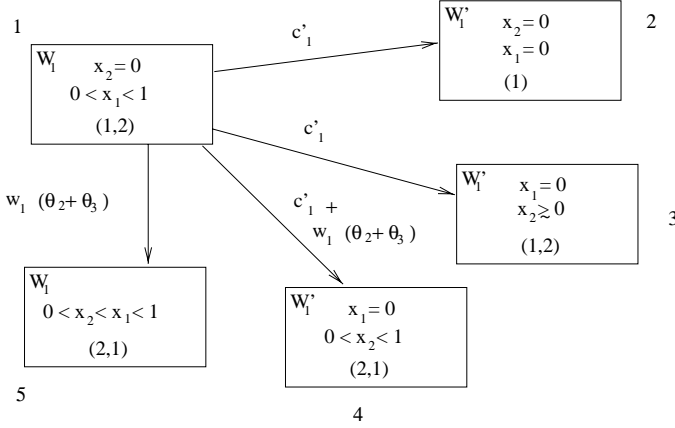 1
W₁
x₂ = 0
0 < x₁ < 1
(1,2)
c'₁
W₁'
x₂ = 0
x₁ = 0
(1)
2
c'₁
W₁'
x₁ = 0
x₂ ≳ 0
(1,2)
3
w₁ (θ₂ + θ₃)
c'₁ +
w₁ (θ₂ + θ₃)
W₁
0 < x₂ < x₁ < 1
(2,1)
5
W₁'
x₁ = 0
0 < x₂ < 1
(2,1)
4